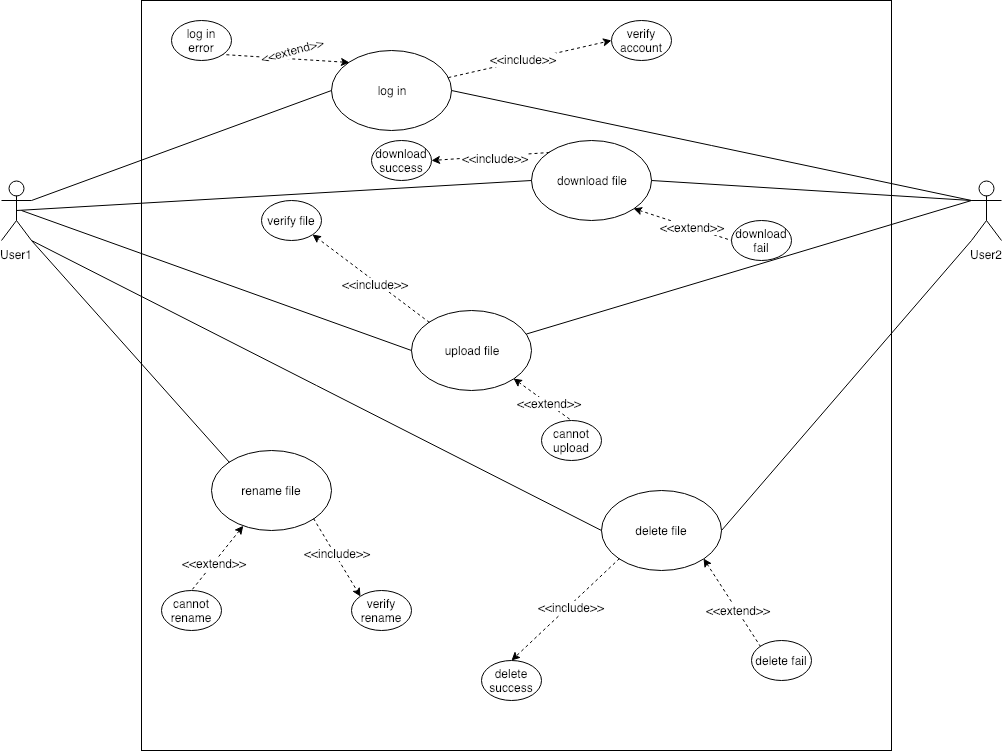 log in
error
<<extend>>
<<include>>
verify
account
log in
download
success
<<include>>
download file
verify file
<<extend>>
download
fail
User1
User2
<<include>>
upload file
<<extend>>
cannot
upload
rename file
delete file
<<extend>>
<<include>>
cannot
rename
verify
rename
<<include>>
<<extend>>
delete
success
delete fail